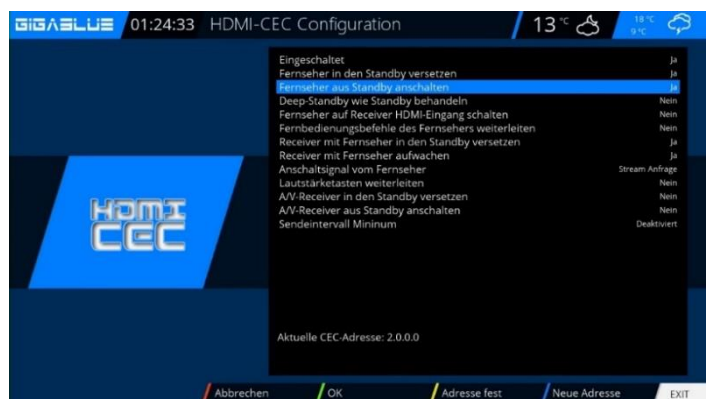 GIGABLUE 01:24:33 HDMI-CEC Configuration 13 °C 18 °C
9 °C
Eingeschaltet Ja
Fernseher in den Standby versetzen Ja
Fernseher aus Standby anschalten Ja
Deep-Standby wie Standby behandeln Nein
Fernseher auf Receiver HDMI-Eingang schalten Nein
Fernbedienungsbefehle des Fernsehers weiterleiten Nein
Receiver mit Fernseher in den Standby versetzen Ja
Receiver mit Fernseher aufwachen Ja
Anschaltsignal vom Fernseher Stream Anfrage
Lautstärketasten weiterleiten Nein
A/V-Receiver in den Standby versetzen Nein
A/V-Receiver aus Standby anschalten Nein
Sendeintervall Mininum Deaktiviert
HDMI
CEC
Aktuelle CEC-Adresse: 2.0.0.0
Abbrechen OK Adresse fest Neue Adresse EXIT